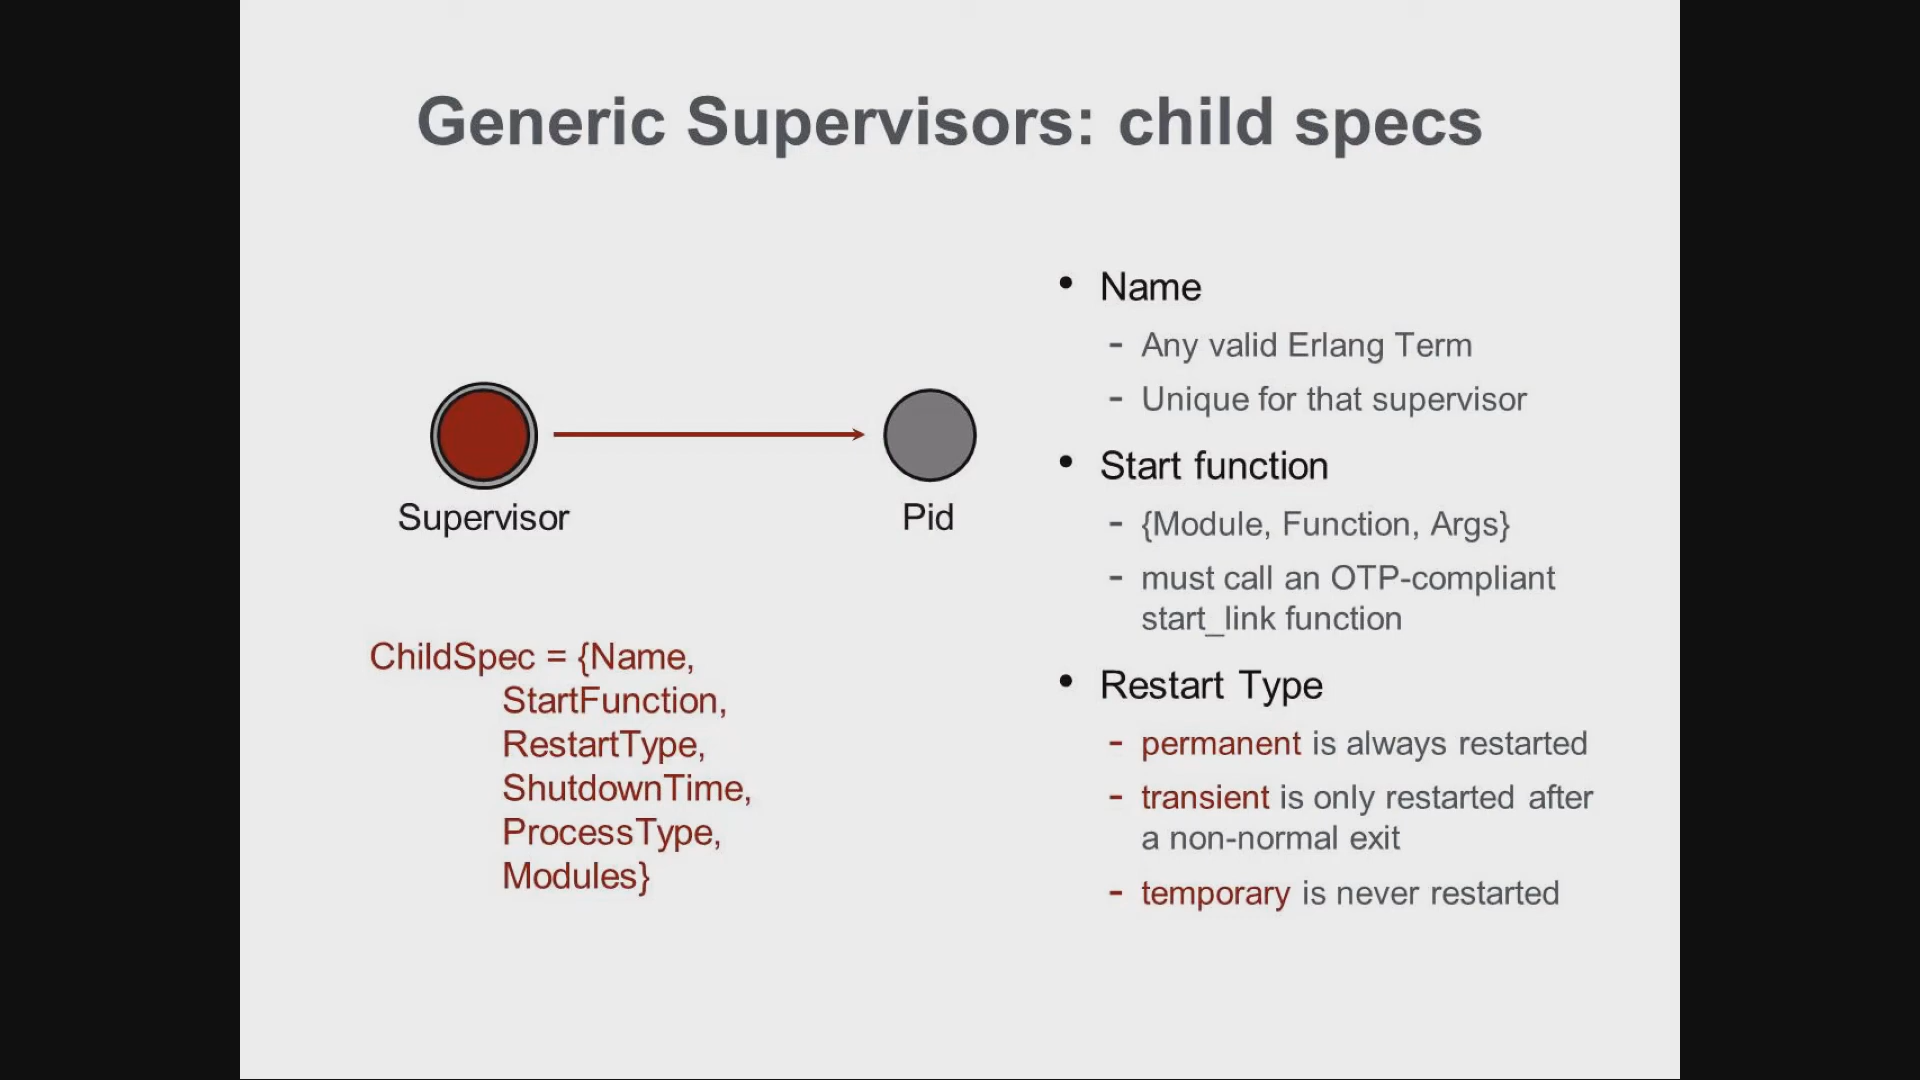 Generic Supervisors: child specs
Supervisor
Pid
ChildSpec = {Name,
StartFunction,
RestartType,
ShutdownTime,
ProcessType,
Modules}
• Name
- Any valid Erlang Term
- Unique for that supervisor
• Start function
- {Module, Function, Args}
- must call an OTP-compliant
start_link function
• Restart Type
- permanent is always restarted
- transient is only restarted after
a non-normal exit
- temporary is never restarted